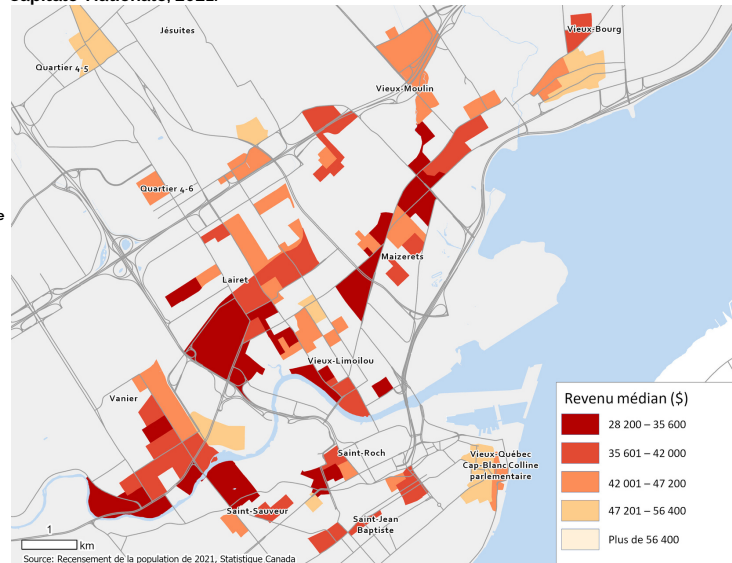 Capitale-Nationale, 2021.
Jésuites
Vieux-Bourg
Quartier 4-5
Vieux-Moulin
Quartier 4-6
e
Maizerets
Lairet
Vieux-Limoilou
Vanier
Saint-Roch
Vieux-Québec
Cap-Blanc Colline
parlementaire
Saint-Sauveur
Saint-Jean
Baptiste
Revenu médian ($)
28 200 – 35 600
35 601 – 42 000
42 001 – 47 200
47 201 – 56 400
Plus de 56 400
1
km
Source: Recensement de la population de 2021, Statistique Canada